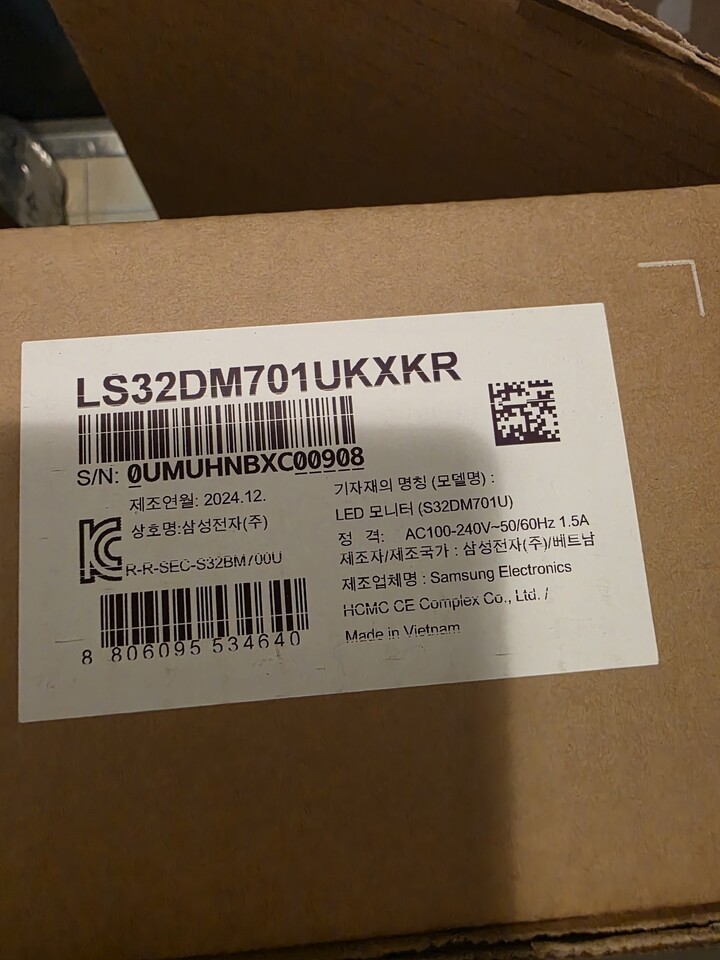 LS32DM701UKXKR
S/N: 0UMUHNBXC00908
제조연월: 2024.12.
상호명:삼성전자(주)
R-R-SEC-S32BM700U
8 806095 534640
기자재의 명칭 (모델명) :
LED 모니터 (S32DM701U)
정 격: AC100-240V~50/60Hz 1.5A
제조자/제조국가 : 삼성전자(주)/베트남
제조업체명 : Samsung Electronics
HCMC CE Complex Co., Ltd. /
Made in Vietnam